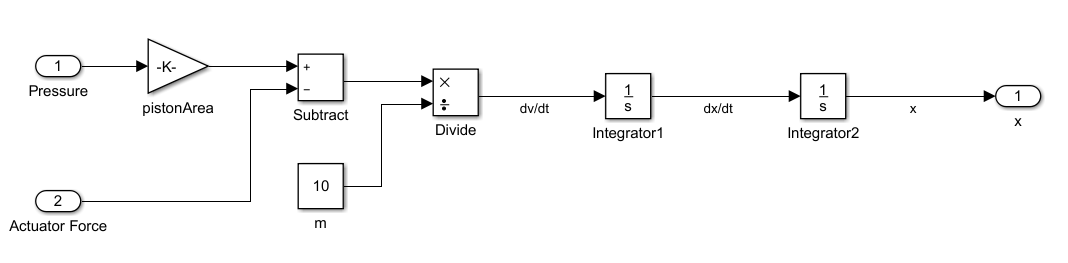 1
Pressure
-K-
pistonArea
+
−
Subtract
×
÷
Divide
dv/dt
1
s
Integrator1
dx/dt
1
s
Integrator2
x
1
x
2
Actuator Force
10
m